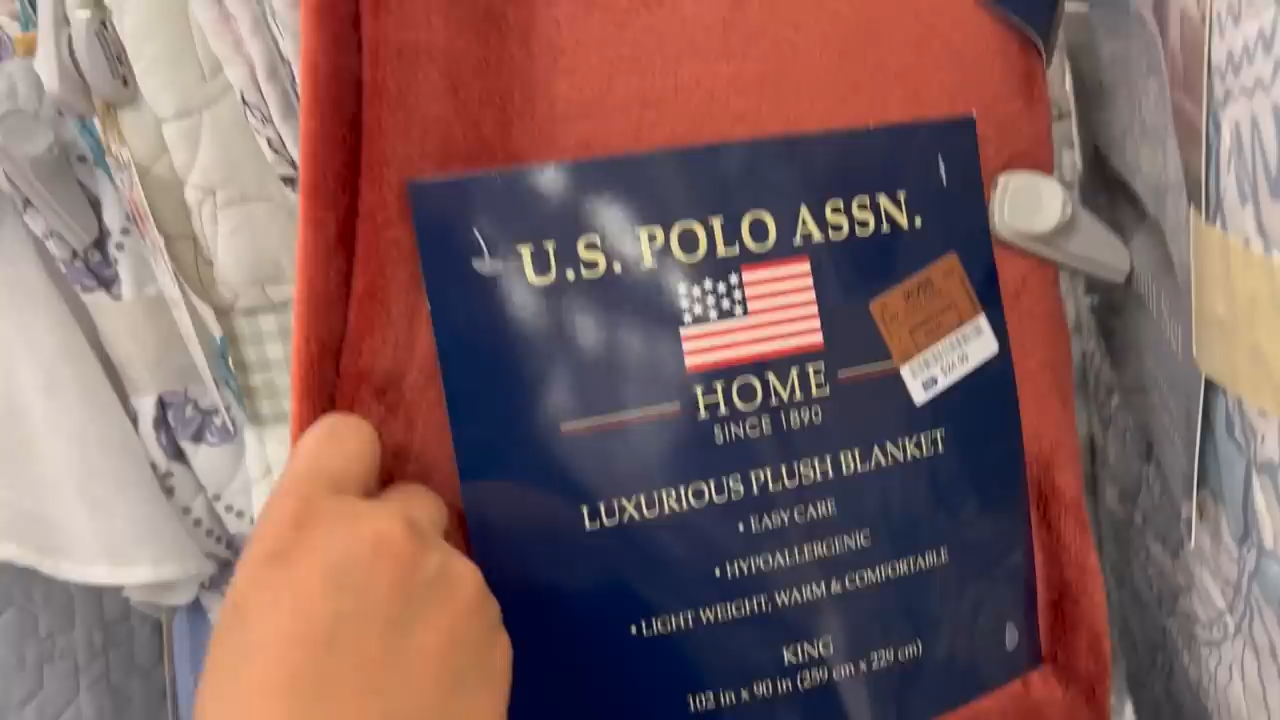 U.S. POLO ASSN.
HOME
SINCE 1890
LUXURIOUS PLUSH BLANKET
• EASY CARE
• HYPOALLERGENIC
• LIGHT WEIGHT, WARM & COMFORTABLE
KING
102 in x 90 in (259 cm x 229 cm)